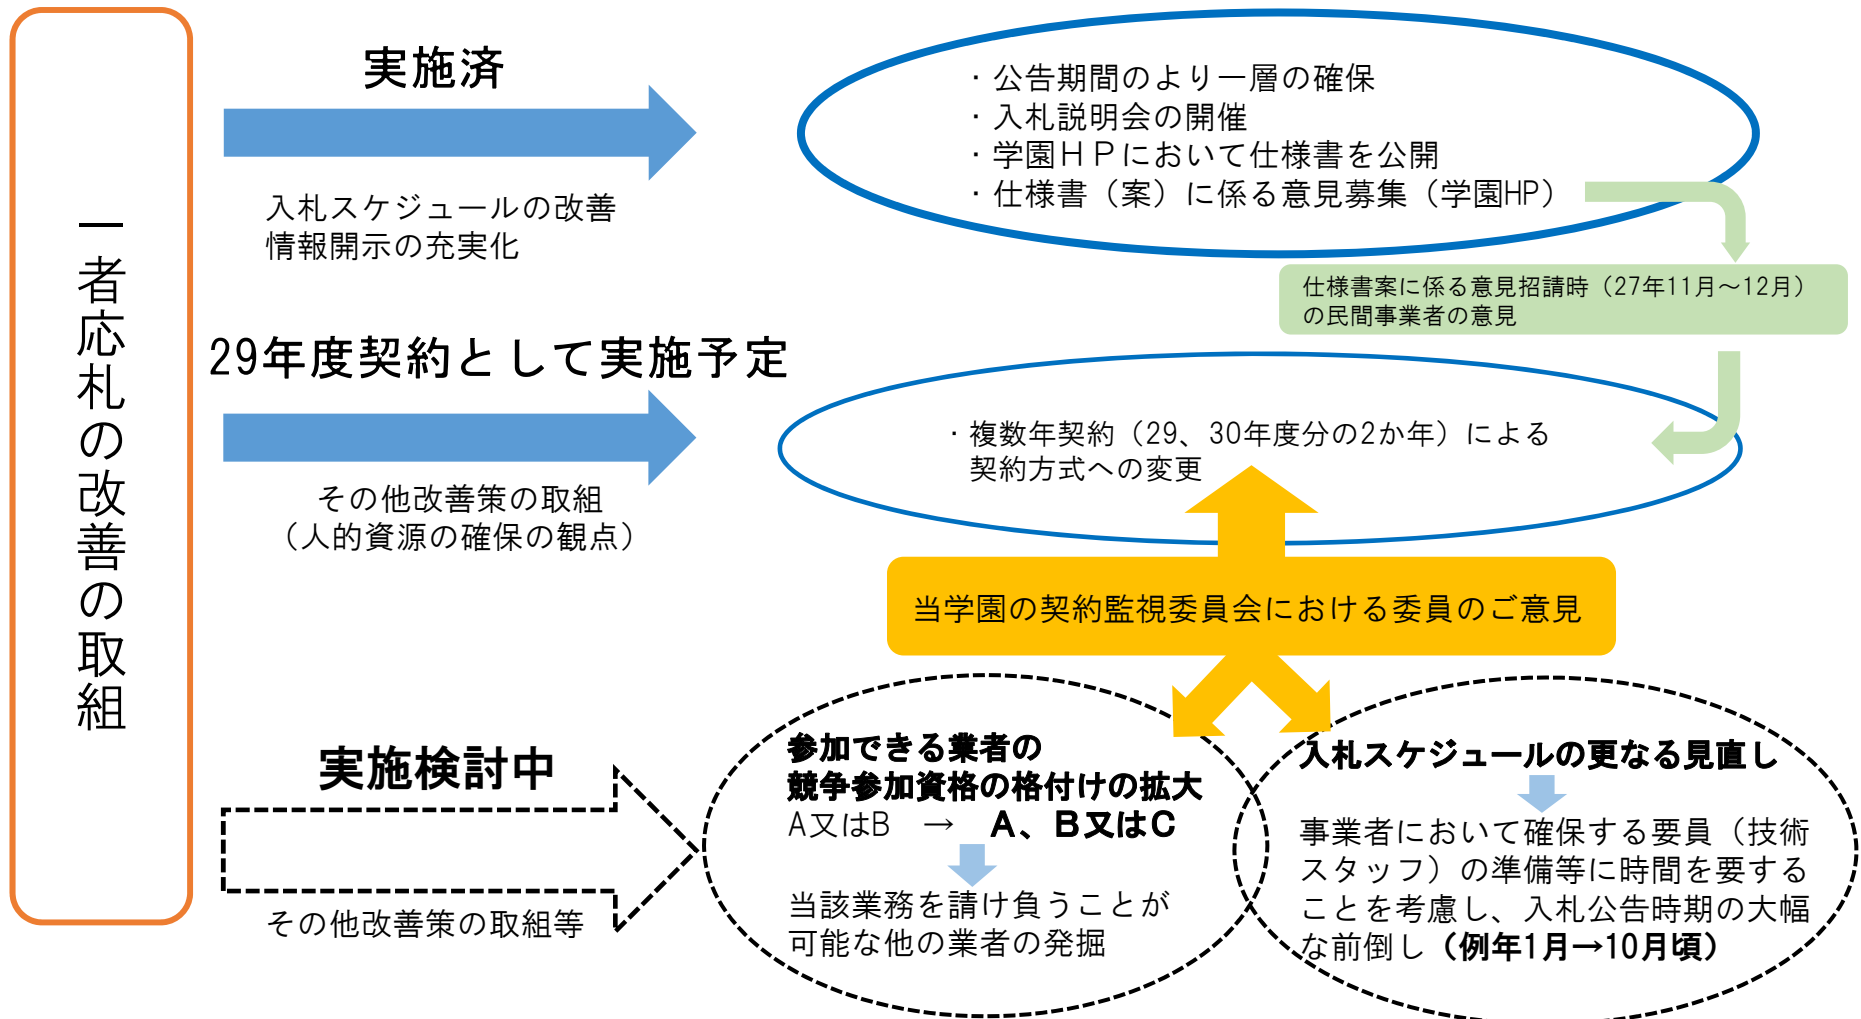 一者応札の改善の取組
実施済
入札スケジュールの改善
情報開示の充実化
・公告期間のより一層の確保
・入札説明会の開催
・学園ＨＰにおいて仕様書を公開
・仕様書（案）に係る意見募集（学園HP）
仕様書案に係る意見招請時（27年11月～12月）
の民間事業者の意見
29年度契約として実施予定
その他改善策の取組
（人的資源の確保の観点）
・複数年契約（29、30年度分の2か年）による
契約方式への変更
当学園の契約監視委員会における委員のご意見
実施検討中
その他改善策の取組等
参加できる業者の
競争参加資格の格付けの拡大
A又はB　→　Ａ、Ｂ又はＣ
当該業務を請け負うことが
可能な他の業者の発掘
入札スケジュールの更なる見直し
事業者において確保する要員（技術
スタッフ）の準備等に時間を要する
ことを考慮し、入札公告時期の大幅
な前倒し（例年1月→10月頃）